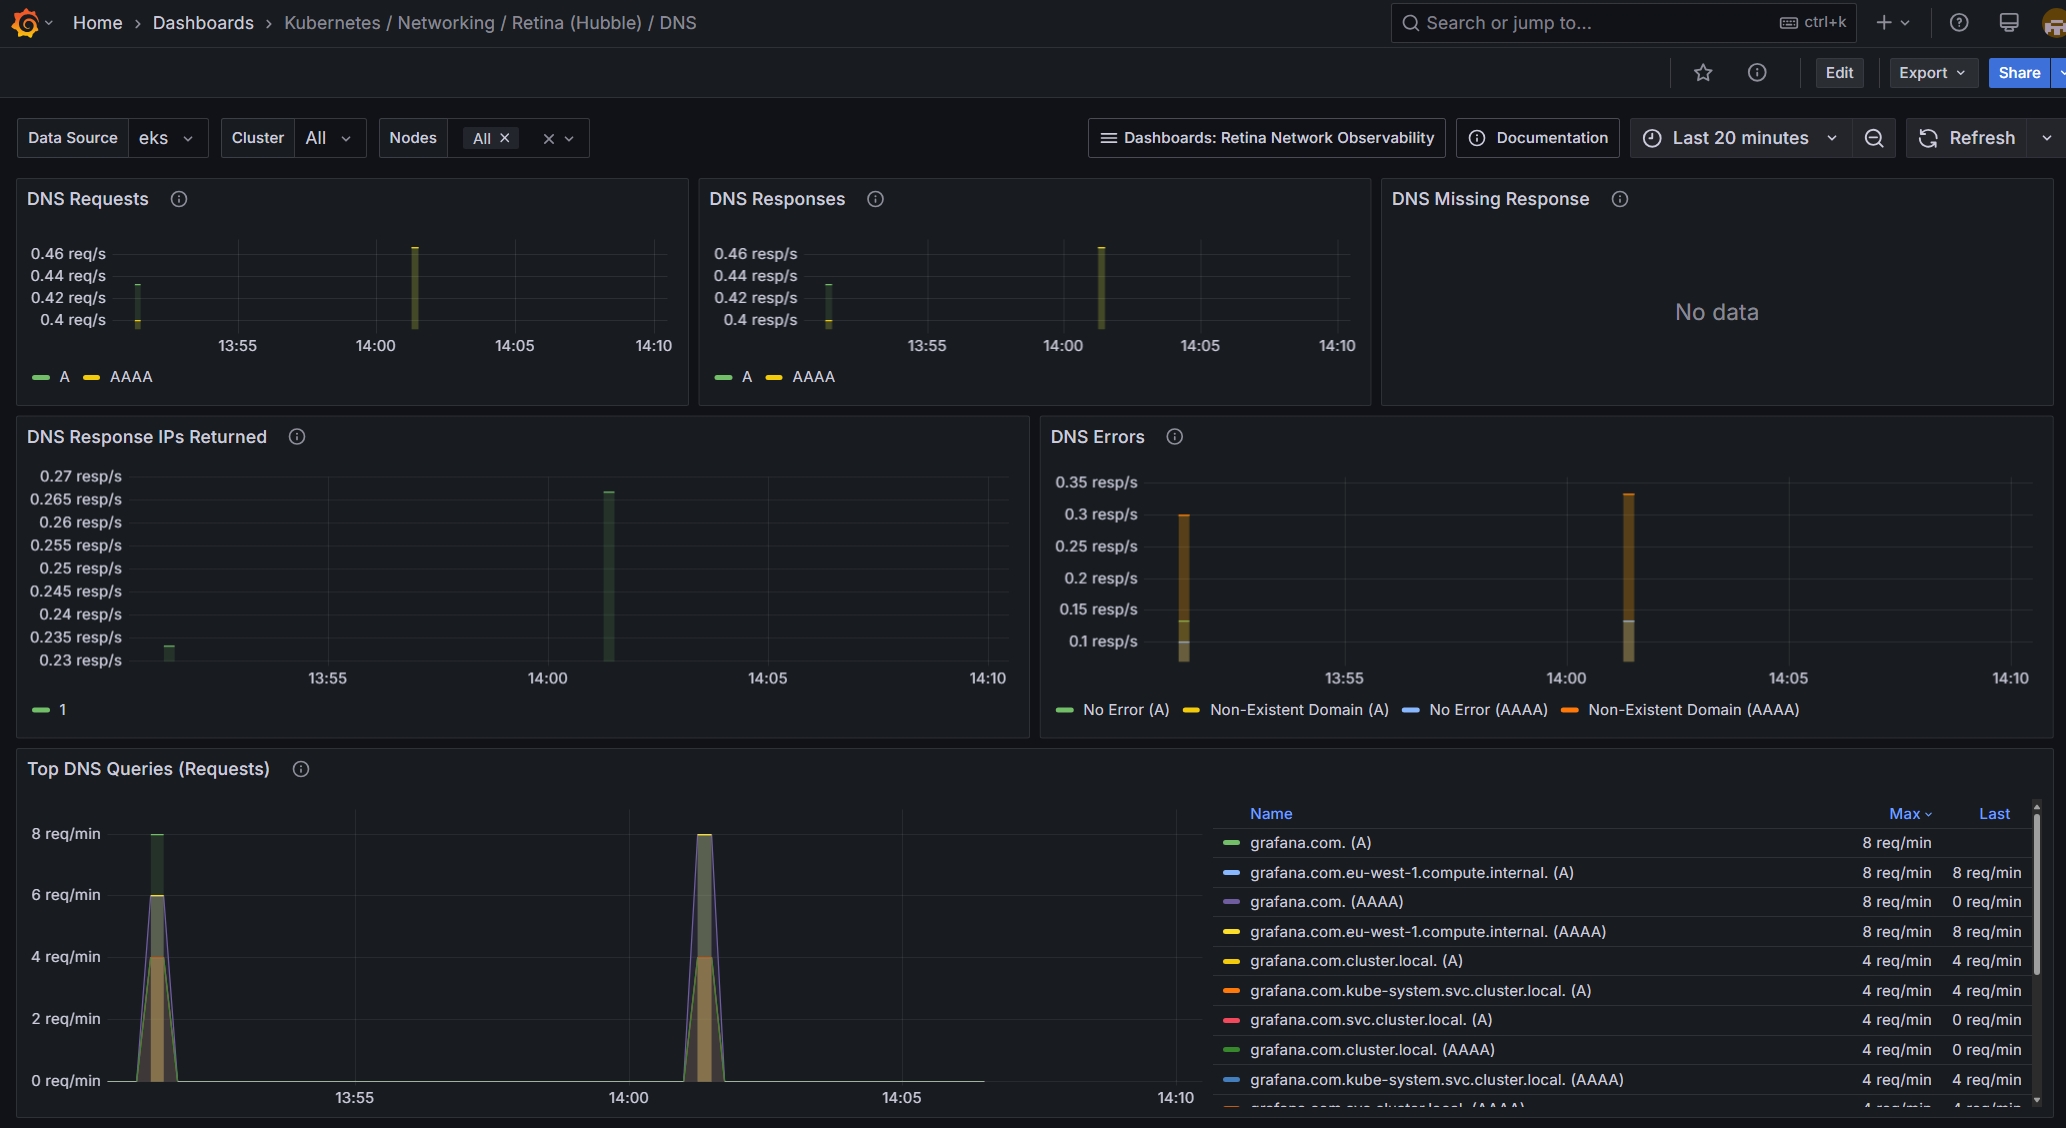 Home › Dashboards › Kubernetes / Networking / Retina (Hubble) / DNS
Search or jump to... ctrl+k
Edit Export Share
Data Source eks Cluster All Nodes All
Dashboards: Retina Network Observability Documentation Last 20 minutes Refresh
DNS Requests
0.46 req/s
0.44 req/s
0.42 req/s
0.4 req/s
13:55 14:00 14:05 14:10
A AAAA
DNS Responses
0.46 resp/s
0.44 resp/s
0.42 resp/s
0.4 resp/s
13:55 14:00 14:05 14:10
A AAAA
DNS Missing Response
No data
DNS Response IPs Returned
0.27 resp/s
0.265 resp/s
0.26 resp/s
0.255 resp/s
0.25 resp/s
0.245 resp/s
0.24 resp/s
0.235 resp/s
0.23 resp/s
13:55 14:00 14:05 14:10
1
DNS Errors
0.35 resp/s
0.3 resp/s
0.25 resp/s
0.2 resp/s
0.15 resp/s
0.1 resp/s
13:55 14:00 14:05 14:10
No Error (A) Non-Existent Domain (A) No Error (AAAA) Non-Existent Domain (AAAA)
Top DNS Queries (Requests)
8 req/min
6 req/min
4 req/min
2 req/min
0 req/min
13:55 14:00 14:05 14:10
Name Max Last
grafana.com. (A) 8 req/min
grafana.com.eu-west-1.compute.internal. (A) 8 req/min 8 req/min
grafana.com. (AAAA) 8 req/min 0 req/min
grafana.com.eu-west-1.compute.internal. (AAAA) 8 req/min 8 req/min
grafana.com.cluster.local. (A) 4 req/min 4 req/min
grafana.com.kube-system.svc.cluster.local. (A) 4 req/min 4 req/min
grafana.com.svc.cluster.local. (A) 4 req/min 0 req/min
grafana.com.cluster.local. (AAAA) 4 req/min 0 req/min
grafana.com.kube-system.svc.cluster.local. (AAAA) 4 req/min 4 req/min